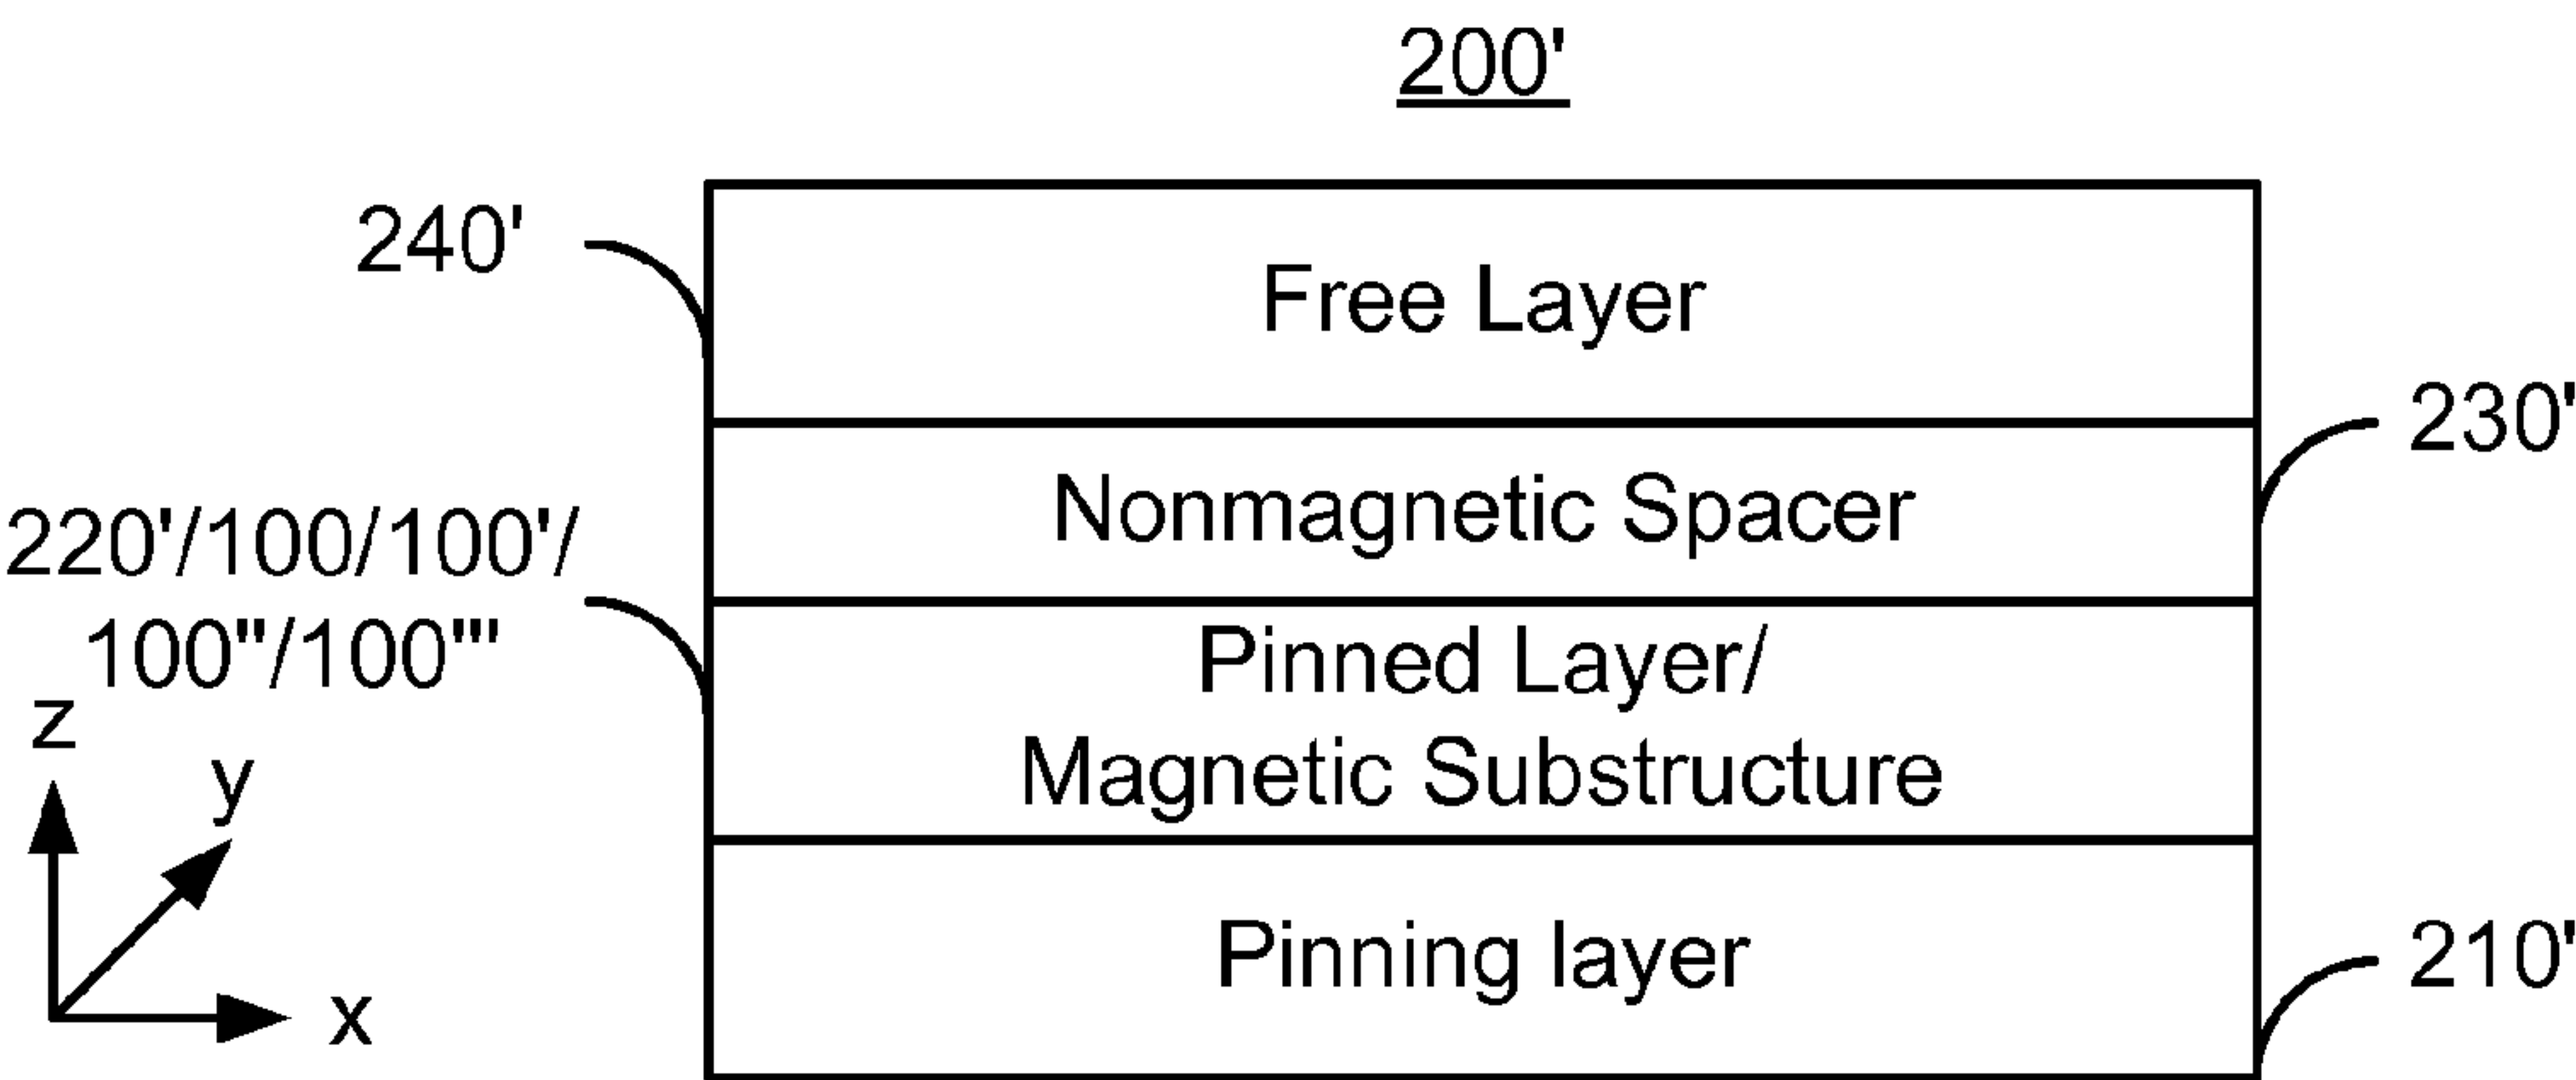 200'
240'
Free Layer
230'
Nonmagnetic Spacer
220'/100/100'/
100"/100'"
Pinned Layer/
Magnetic Substructure
z
y
x
Pinning layer
210'